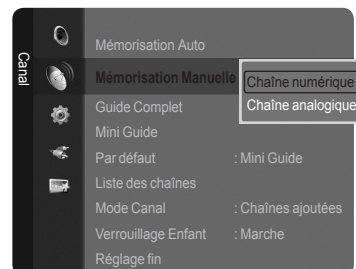 Canal
Mémorisation Auto
Mémorisation Manuelle
Chaîne numérique
Chaîne analogique
Guide Complet
Mini Guide
Par défaut : Mini Guide
Liste des chaînes
Mode Canal : Chaînes ajoutées
Verrouillage Enfant : Marche
Réglage fin